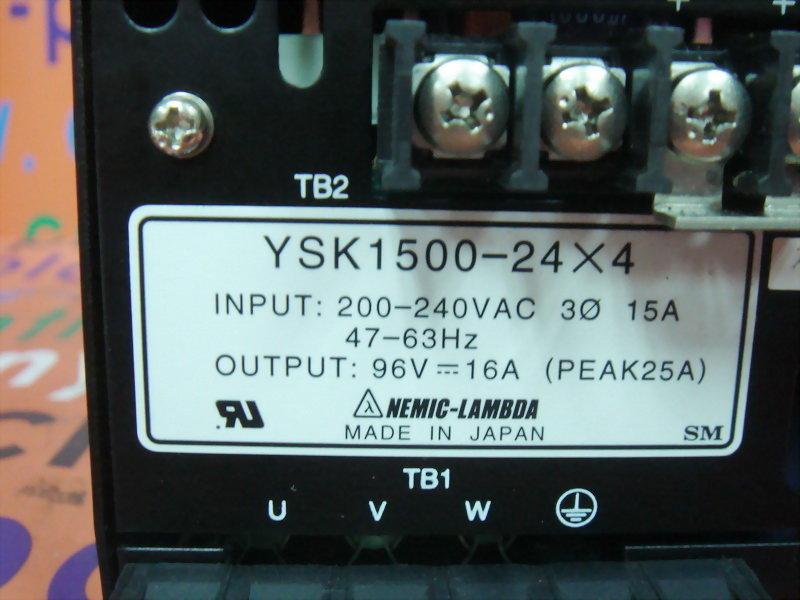 + +
TB2
YSK1500-24×4
INPUT: 200-240VAC 3Ø 15A
47-63Hz
OUTPUT: 96V⎓16A (PEAK25A)
NEMIC-LAMBDA
MADE IN JAPAN SM
TB1
U V W